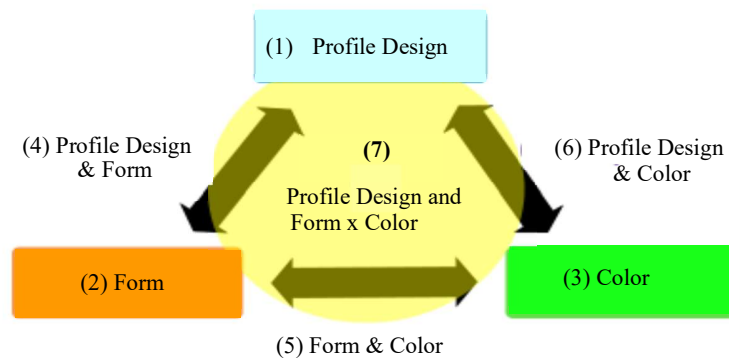 (1) Profile Design
(4) Profile Design
& Form
(6) Profile Design
& Color
(7)
Profile Design and
Form x Color
(2) Form
(3) Color
(5) Form & Color